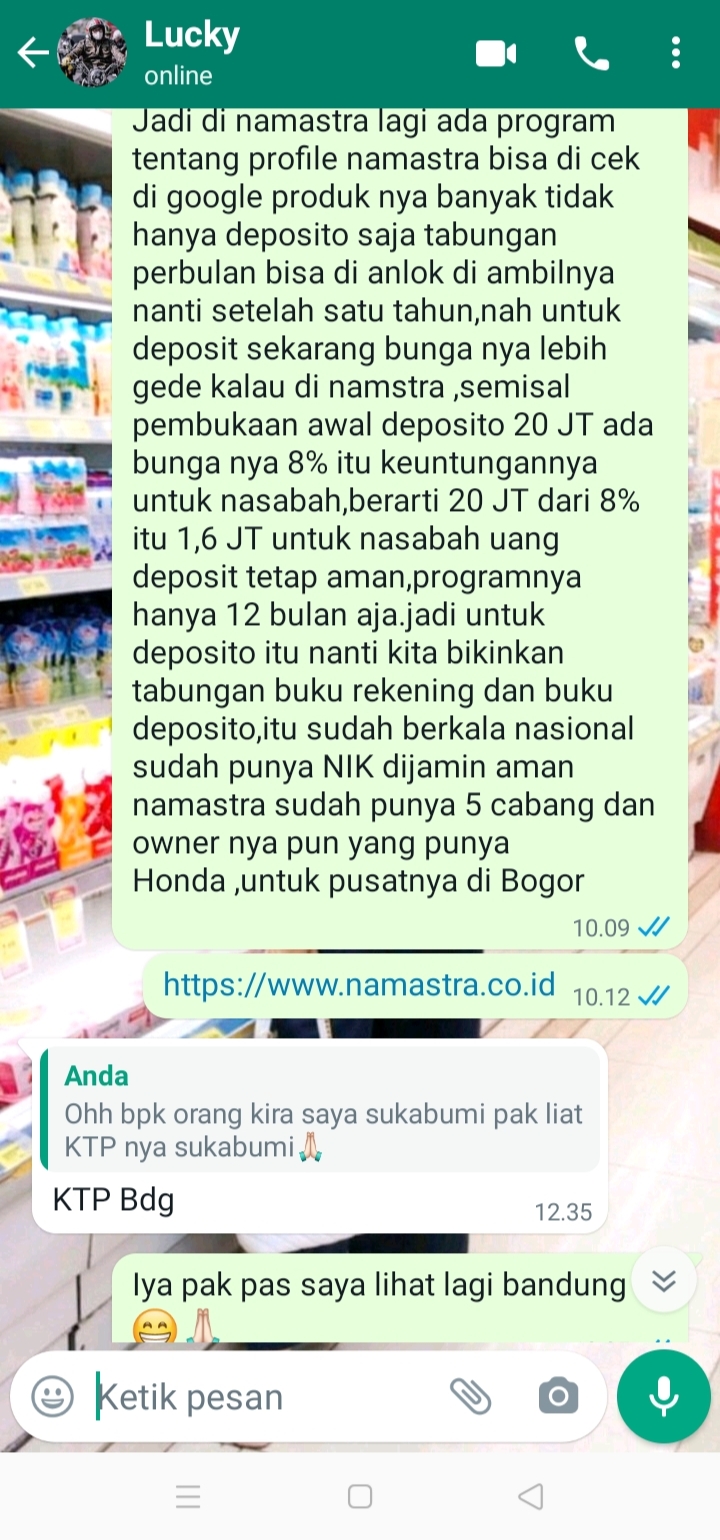 Lucky
online
Jadi di namastra lagi ada program
tentang profile namastra bisa di cek
di google produk nya banyak tidak
hanya deposito saja tabungan
perbulan bisa di anlok di ambilnya
nanti setelah satu tahun,nah untuk
deposit sekarang bunga nya lebih
gede kalau di namstra ,semisal
pembukaan awal deposito 20 JT ada
bunga nya 8% itu keuntungannya
untuk nasabah,berarti 20 JT dari 8%
itu 1,6 JT untuk nasabah uang
deposit tetap aman,programnya
hanya 12 bulan aja.jadi untuk
deposito itu nanti kita bikinkan
tabungan buku rekening dan buku
deposito,itu sudah berkala nasional
sudah punya NIK dijamin aman
namastra sudah punya 5 cabang dan
owner nya pun yang punya
Honda ,untuk pusatnya di Bogor
10.09
https://www.namastra.co.id 10.12
Anda
Ohh bpk orang kira saya sukabumi pak liat
KTP nya sukabumi🙏🏻
KTP Bdg
12.35
Iya pak pas saya lihat lagi bandung
😁🙏🏻
Ketik pesan